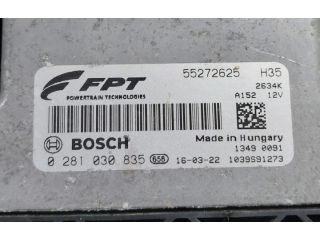 FPT 55272625 H35
POWERTRAIN TECHNOLOGIES 2634K
A152 12V
BOSCH Made in Hungary
1349 0091
0 281 030 835 658 16-03-22 1039S91273